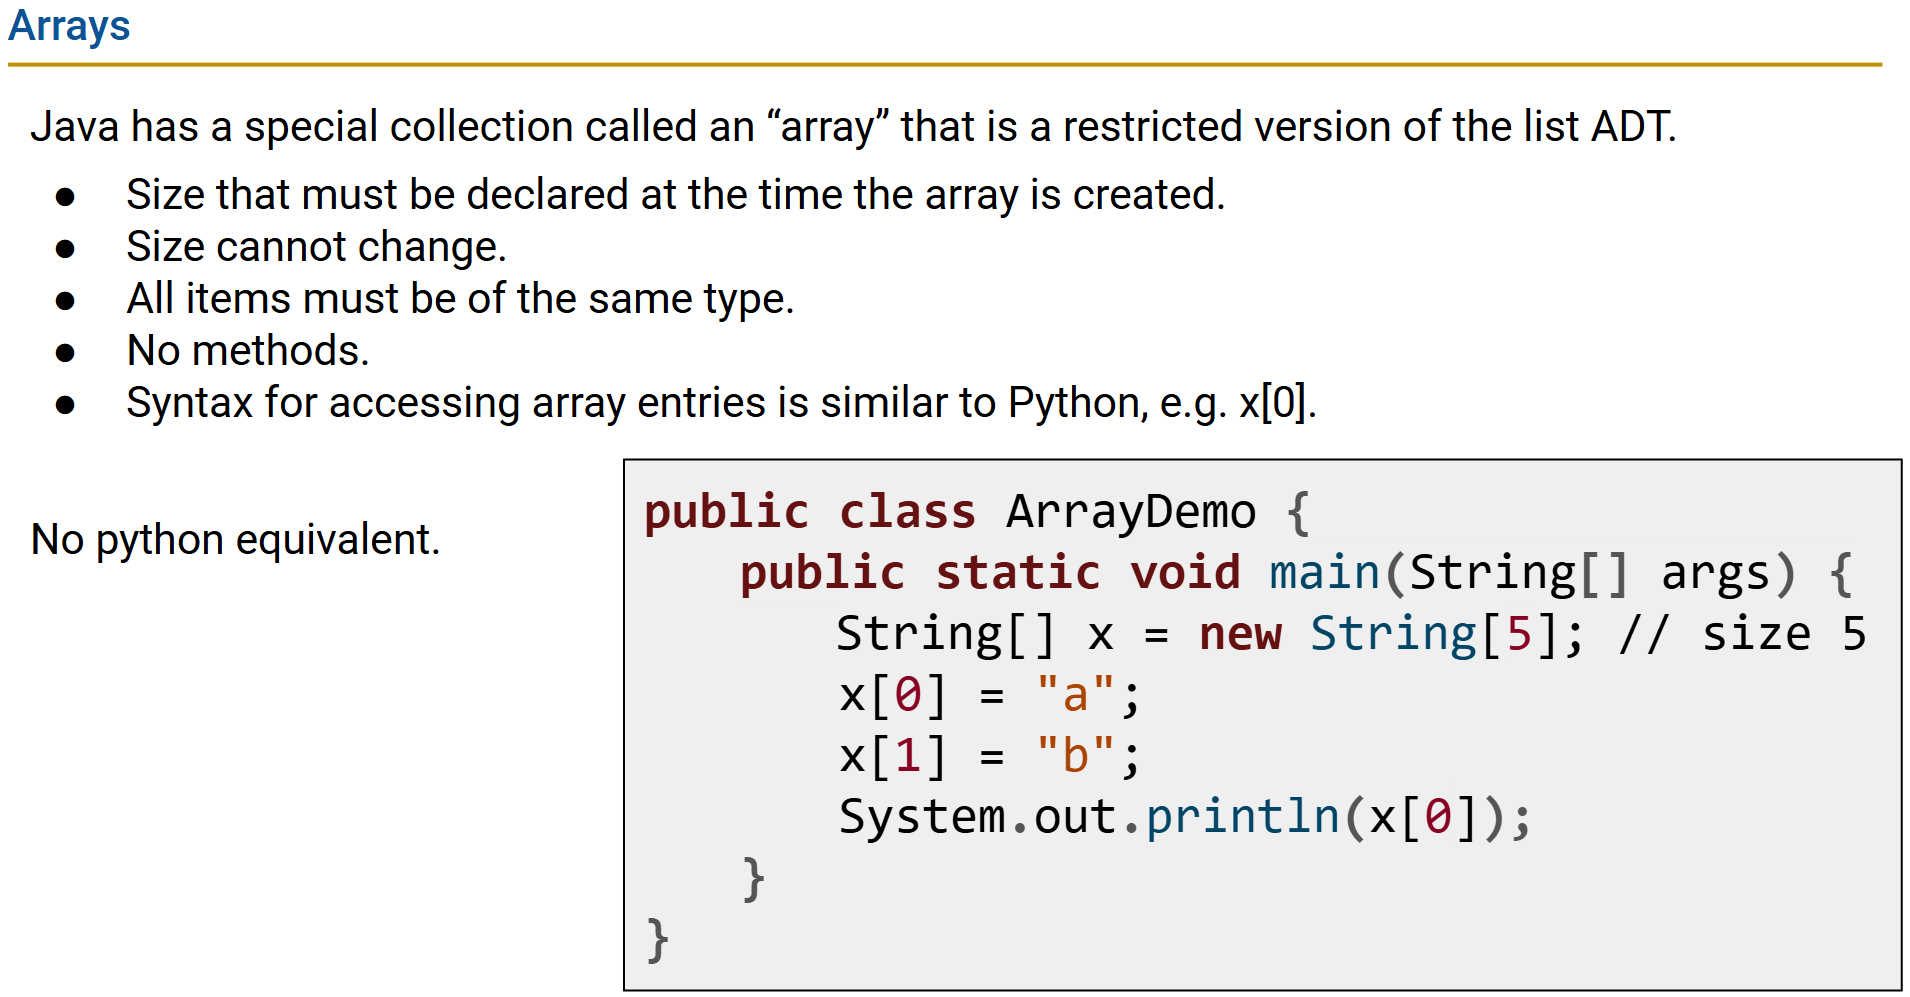 Arrays
Java has a special collection called an “array” that is a restricted version of the list ADT.
● Size that must be declared at the time the array is created.
● Size cannot change.
● All items must be of the same type.
● No methods.
● Syntax for accessing array entries is similar to Python, e.g. x[0].
No python equivalent.
public class ArrayDemo {
   public static void main(String[] args) {
      String[] x = new String[5]; // size 5
      x[0] = "a";
      x[1] = "b";
      System.out.println(x[0]);
   }
}